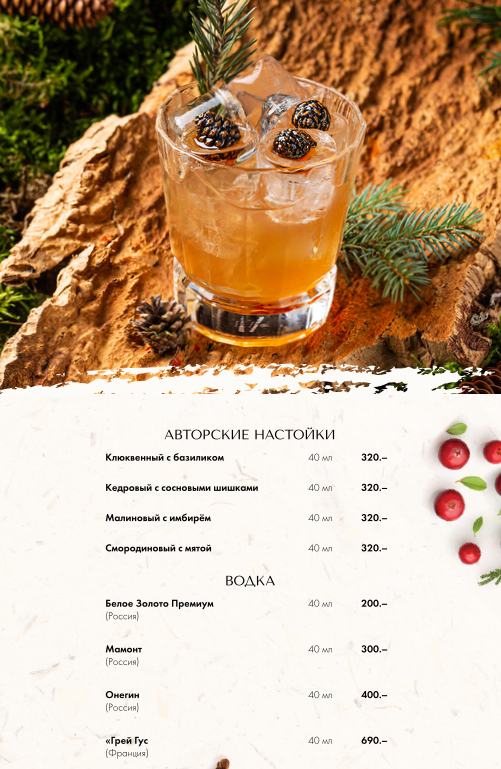 АВТОРСКИЕ НАСТОЙКИ
Клюквенный с базиликом 40 мл 320.–
Кедровый с сосновыми шишками 40 мл 320.–
Малиновый с имбирём 40 мл 320.–
Смородиновый с мятой 40 мл 320.–
ВОДКА
Белое Золото Премиум 40 мл 200.–
(Россия)
Мамонт 40 мл 300.–
(Россия)
Онегин 40 мл 400.–
(Россия)
«Грей Гус 40 мл 690.–
(Франция)